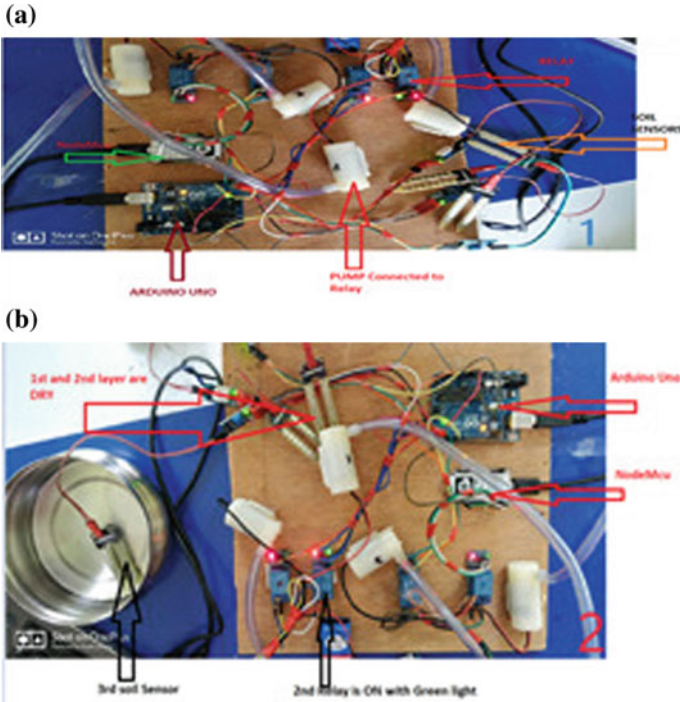 (a)
RELAY
SOIL
SENSORS
NodeMcu
1
Shot on OnePlus
ARDUINO UNO
PUMP Connected to
Relay
(b)
1st and 2nd layer are
DRY
Arduino Uno
NodeMcu
Shot on OnePlus
2
3rd soil Sensor
2nd Relay is ON with Green light